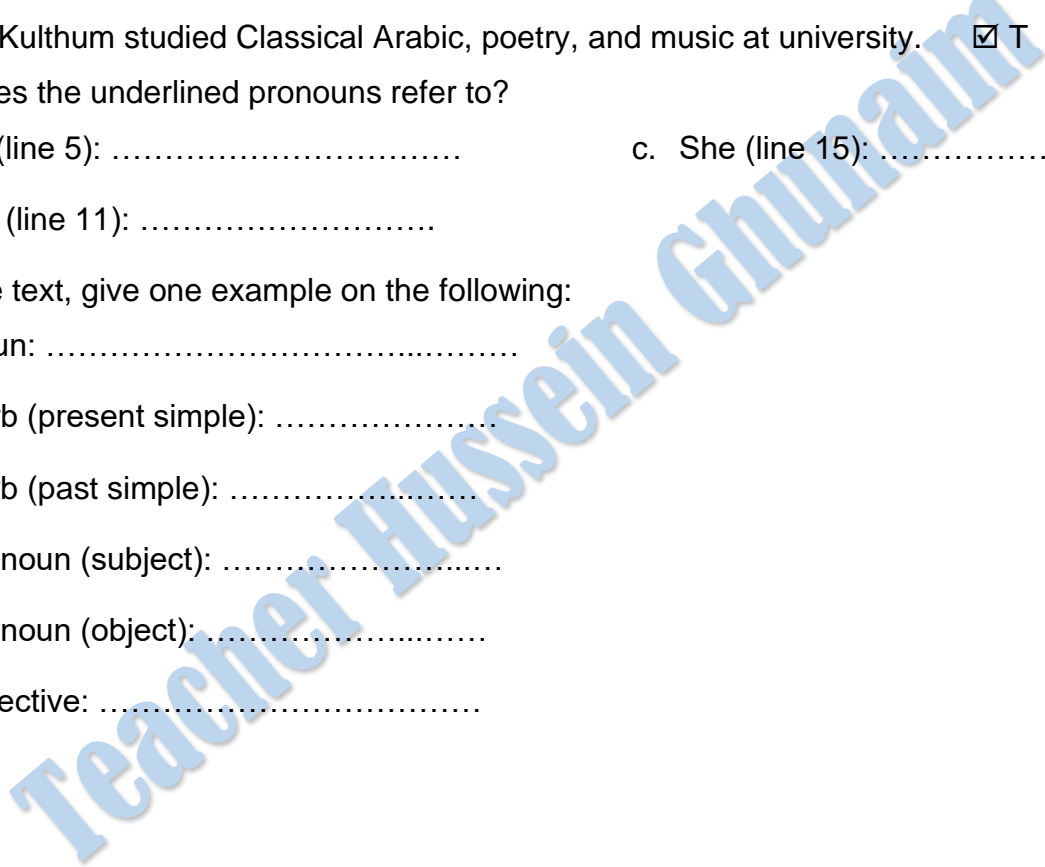 Kulthum studied Classical Arabic, poetry, and music at university. ☑ T
es the underlined pronouns refer to?
(line 5): …………………………… c. She (line 15): ……………
(line 11): ……………………….
e text, give one example on the following:
un: ……………………………..………
b (present simple): ………………….
b (past simple): ……………..…….
noun (subject): …………………..…
noun (object): ………………..……
ective: ………………………………
Teacher Hussein Ghunaim